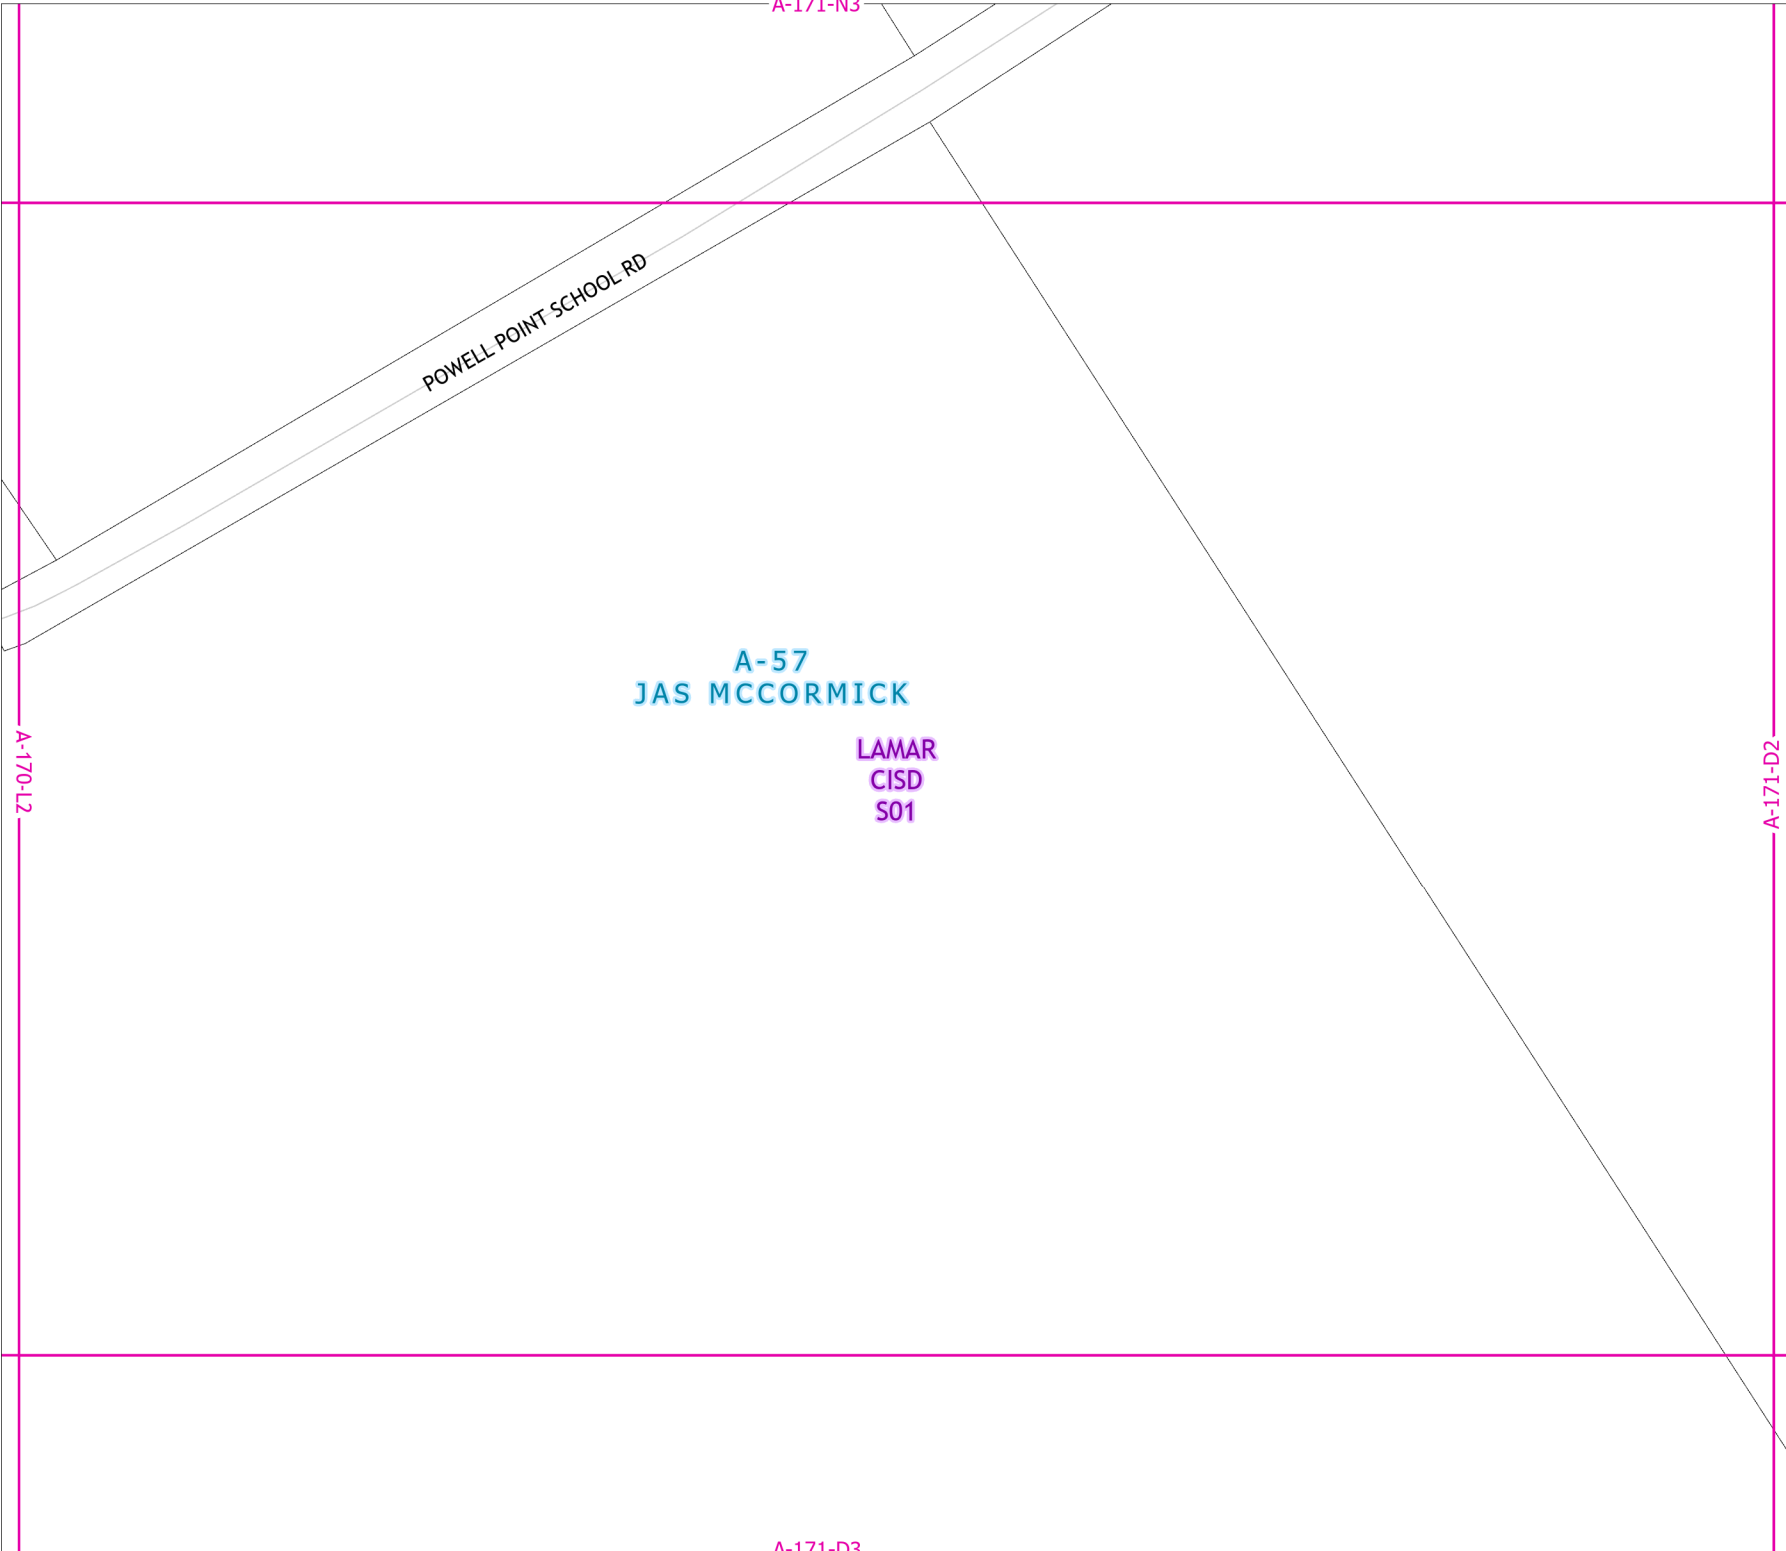 A-171-N3
POWELL POINT SCHOOL RD
A-57
JAS MCCORMICK
LAMAR
CISD
S01
A-170-L2
A-171-D2
A-171-D3